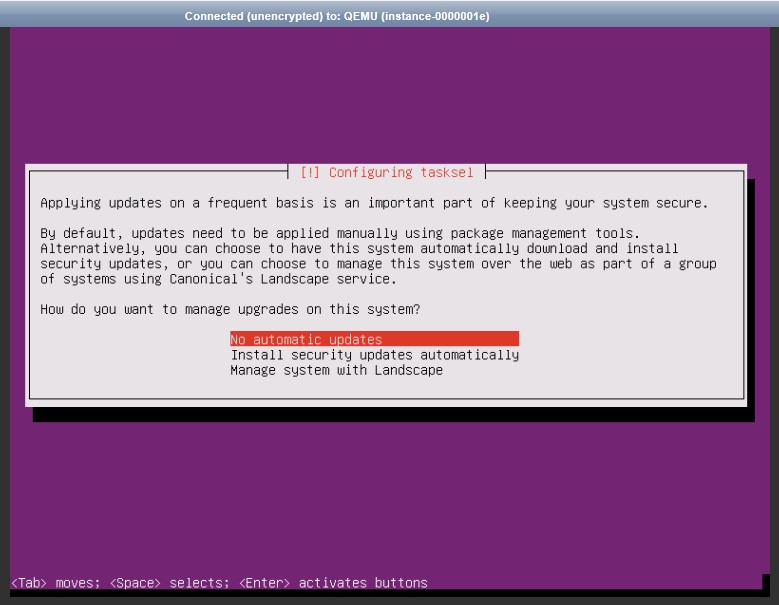 Connected (unencrypted) to: QEMU (instance-0000001e)
[!] Configuring tasksel
Applying updates on a frequent basis is an important part of keeping your system secure.
By default, updates need to be applied manually using package management tools.
Alternatively, you can choose to have this system automatically download and install
security updates, or you can choose to manage this system over the web as part of a group
of systems using Canonical's Landscape service.
How do you want to manage upgrades on this system?
No automatic updates
Install security updates automatically
Manage system with Landscape
<Tab> moves; <Space> selects; <Enter> activates buttons